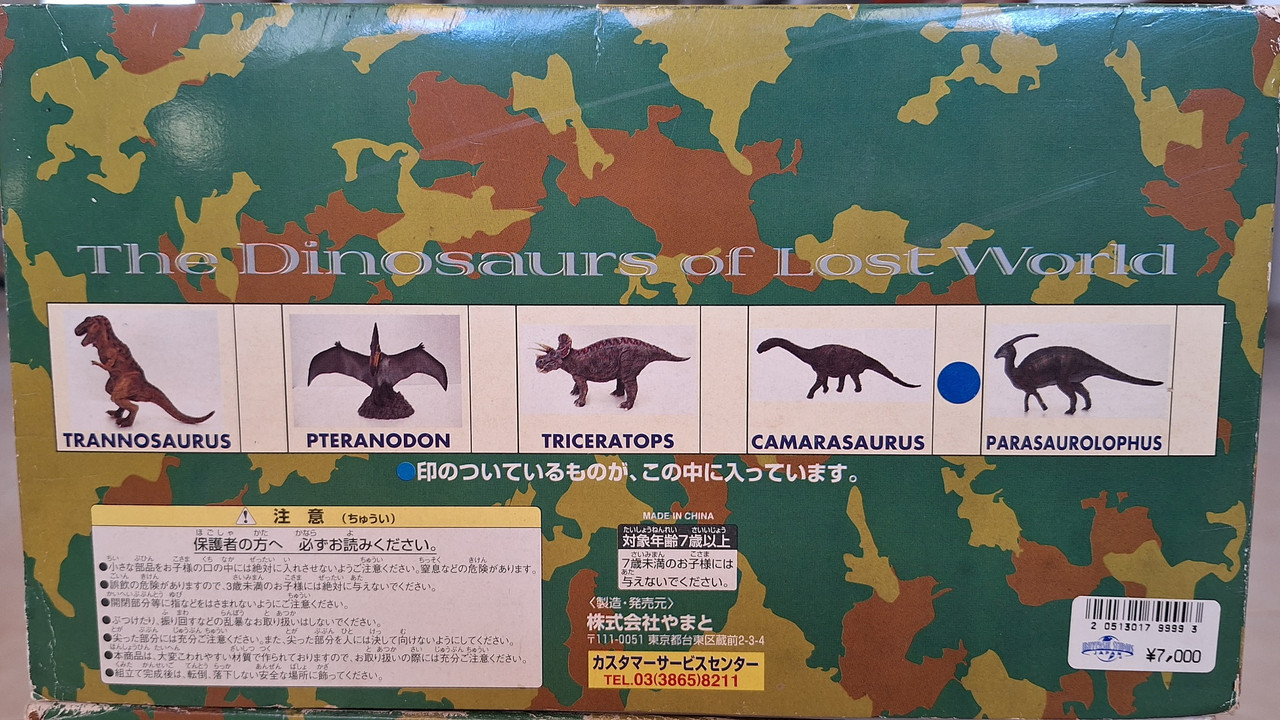 The Dinosaurs of Lost World
TRANNOSAURUS
PTERANODON
TRICERATOPS
CAMARASAURUS
PARASAUROLOPHUS
●印のついているものが、この中に入っています。
⚠ 注意 (ちゅうい)
保護者の方へ 必ずお読みください。
●小さな部品をお子様の口の中には絶対に入れさせないようご注意ください。窒息などの危険があります。
●誤飲の危険がありますので、3歳未満のお子様には絶対に与えないでください。
●開閉部分等に指などをはさまれないようにご注意ください。
●ぶつけたり、振り回すなどの乱暴なお取り扱いはしないでください。
●尖った部分には充分ご注意ください。また、尖った部分を人には決して向けないようにしてください。
●本商品は、大変こわれやすい材質で作られておりますので、お取り扱いの際には充分ご注意ください。
●組立て完成後は、転倒、落下しない安全な場所に飾ってください。
MADE IN CHINA
対象年齢7歳以上
7歳未満のお子様には
与えないでください。
〈製造・発売元〉
株式会社やまと
〒111-0051 東京都台東区蔵前2-3-4
カスタマーサービスセンター
TEL.03(3865)8211
2 0513017 9999 3
UNIVERSAL STUDIOS
JAPAN
¥7,000